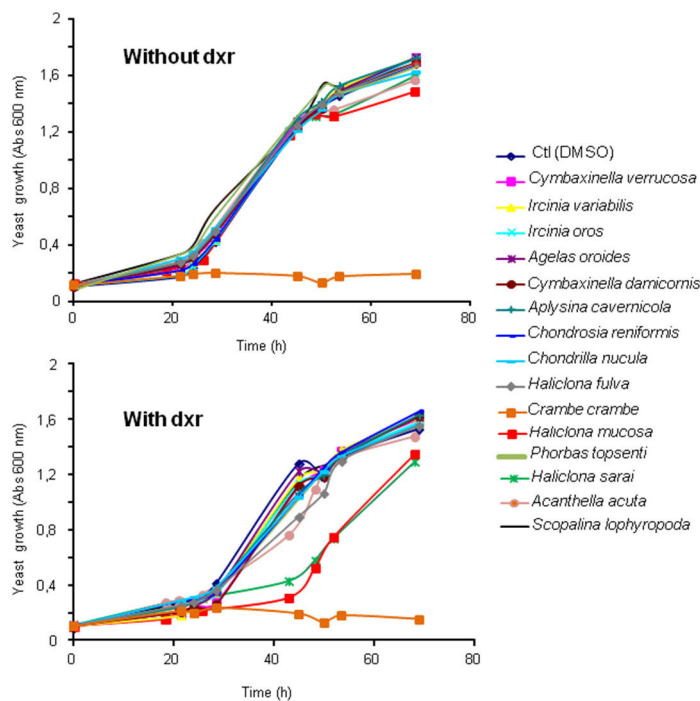 Without dxr
Yeast growth (Abs 600 nm)
2
1,6
1,2
0,8
0,4
0
0
20
40
60
80
Time (h)
With dxr
Yeast growth (Abs 600 nm)
2
1,6
1,2
0,8
0,4
0
0
20
40
60
80
Time (h)
Ctl (DMSO)
Cymbaxinella verrucosa
Ircinia variabilis
Ircinia oros
Agelas oroides
Cymbaxinella damicornis
Aplysina cavernicola
Chondrosia reniformis
Chondrilla nucula
Haliclona fulva
Crambe crambe
Haliclona mucosa
Phorbas topsenti
Haliclona sarai
Acanthella acuta
Scopalina lophyropoda